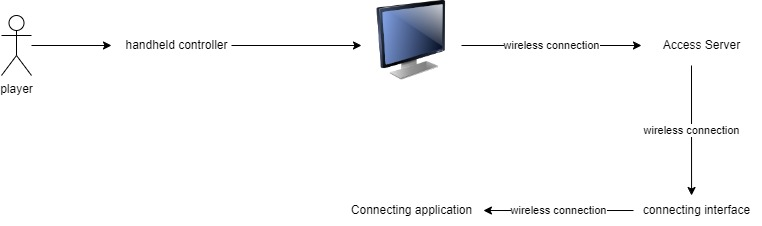 handheld controller
wireless connection
Access Server
player
wireless connection
Connecting application
wireless connection
connecting interface